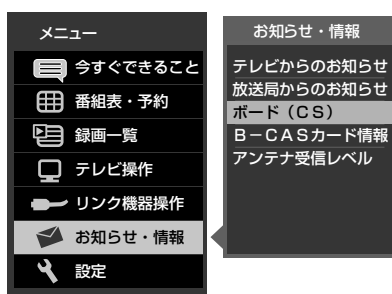 メニュー
今すぐできること
番組表・予約
録画一覧
テレビ操作
リンク機器操作
お知らせ・情報
設定
お知らせ・情報
テレビからのお知らせ
放送局からのお知らせ
ボード（ＣＳ）
Ｂ－ＣＡＳカード情報
アンテナ受信レベル